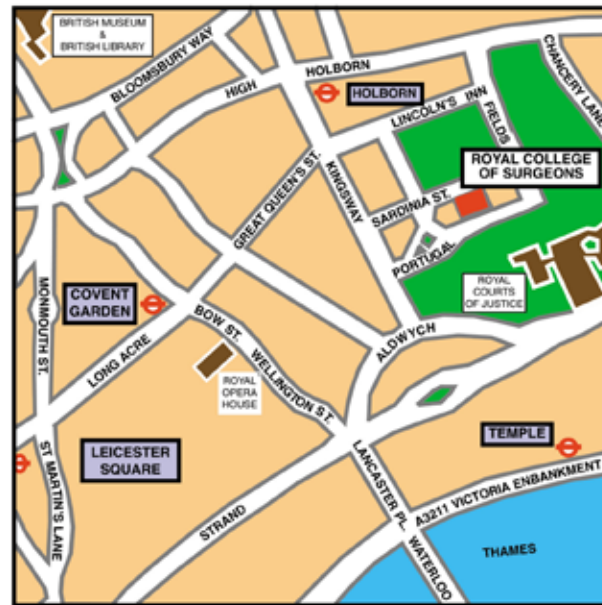 BRITISH MUSEUM
&
BRITISH LIBRARY
BLOOMSBURY WAY
HIGH
HOLBORN
CHANCERY LANE
HOLBORN
LINCOLN'S INN
FIELDS
ROYAL COLLEGE
OF SURGEONS
GREAT QUEEN'S ST.
KINGSWAY
SARDINIA ST.
PORTUGAL
ROYAL
COURTS
OF JUSTICE
MONMOUTH ST.
COVENT
GARDEN
LONG ACRE
BOW ST.
WELLINGTON ST.
ALDWYCH
ROYAL
OPERA
HOUSE
LEICESTER
SQUARE
ST MARTIN'S LANE
STRAND
LANCASTER PL.
WATERLOO
TEMPLE
A3211 VICTORIA ENBANKMENT
THAMES